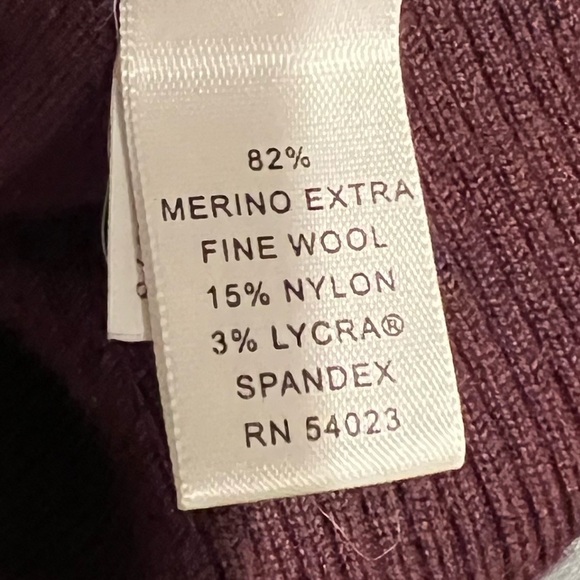 82%
MERINO EXTRA
FINE WOOL
15% NYLON
3% LYCRA®
SPANDEX
RN 54023